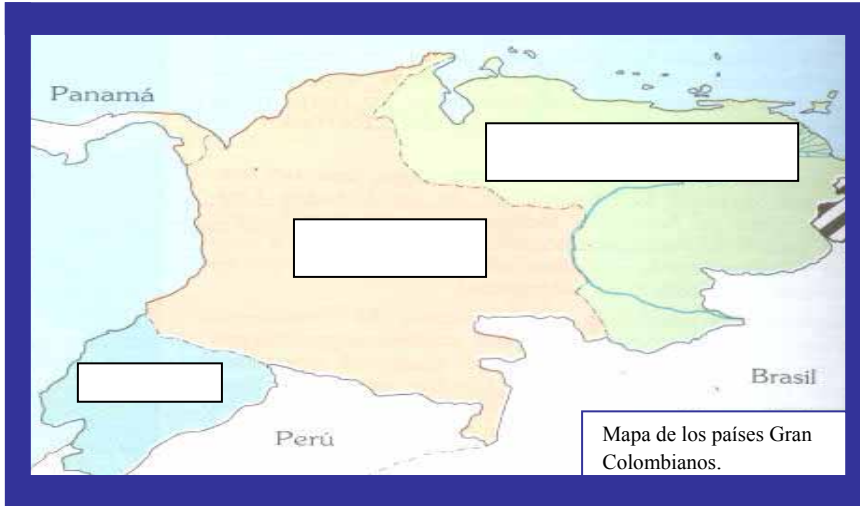 Panamá
Brasil
Perú
Mapa de los países Gran
Colombianos.